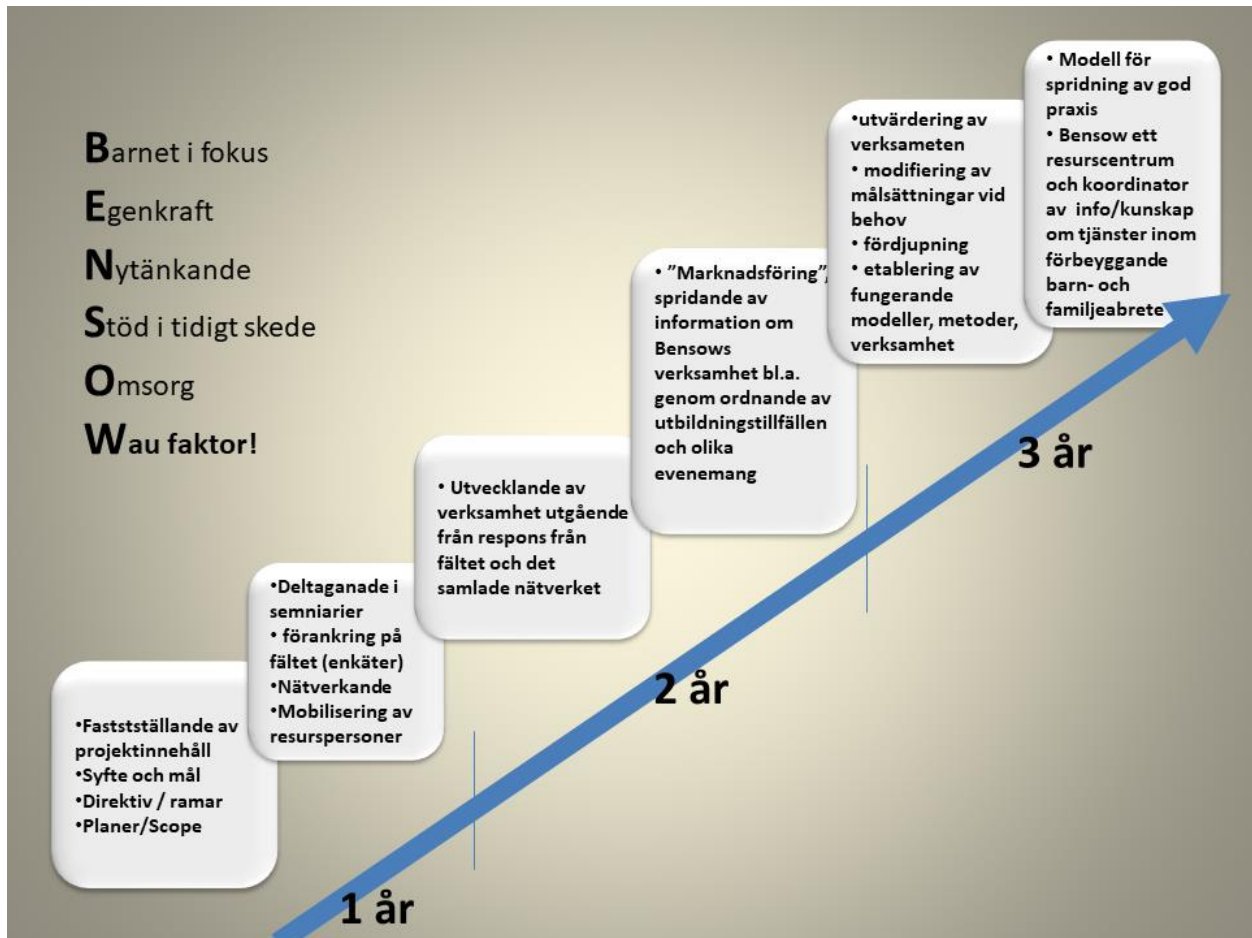 Barnet i fokus
Egenkraft
Nytänkande
Stöd i tidigt skede
Omsorg
Wau faktor!
•Faststställande av
projektinnehåll
•Syfte och mål
•Direktiv / ramar
•Planer/Scope
•Deltaganade i
semniarier
• förankring på
fältet (enkäter)
•Nätverkande
•Mobilisering av
resurspersoner
• Utvecklande av
verksamhet utgående
från respons från
fältet och det
samlade nätverket
• ”Marknadsföring”,
spridande av
information om
Bensows
verksamhet bl.a.
genom ordnande av
utbildningstillfällen
och olika
evenemang
•utvärdering av
verksameten
• modifiering av
målsättningar vid
behov
• fördjupning
• etablering av
fungerande
modeller, metoder,
verksamhet
• Modell för
spridning av god
praxis
• Bensow ett
resurscentrum
och koordinator
av info/kunskap
om tjänster inom
förbeyggande
barn- och
familjeabrete
1 år
2 år
3 år